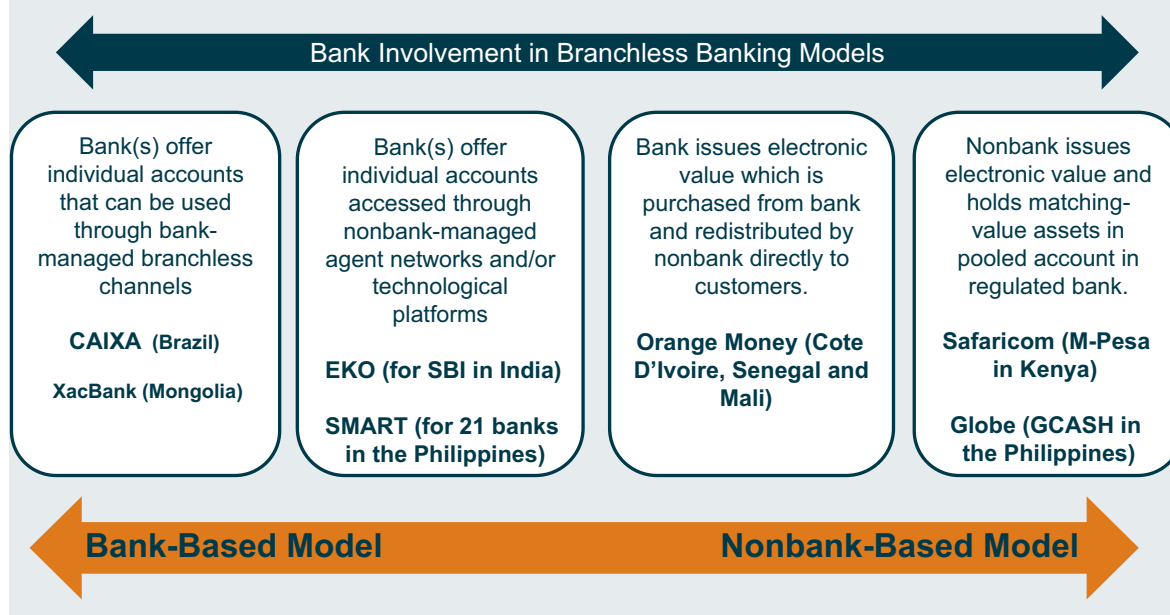 Bank Involvement in Branchless Banking Models
Bank(s) offer
individual accounts
that can be used
through bank-
managed branchless
channels
CAIXA (Brazil)
XacBank (Mongolia)
Bank(s) offer
individual accounts
accessed through
nonbank-managed
agent networks and/or
technological
platforms
EKO (for SBI in India)
SMART (for 21 banks
in the Philippines)
Bank issues electronic
value which is
purchased from bank
and redistributed by
nonbank directly to
customers.
Orange Money (Cote
D’Ivoire, Senegal and
Mali)
Nonbank issues
electronic value and
holds matching-
value assets in
pooled account in
regulated bank.
Safaricom (M-Pesa
in Kenya)
Globe (GCASH in
the Philippines)
Bank-Based Model
Nonbank-Based Model